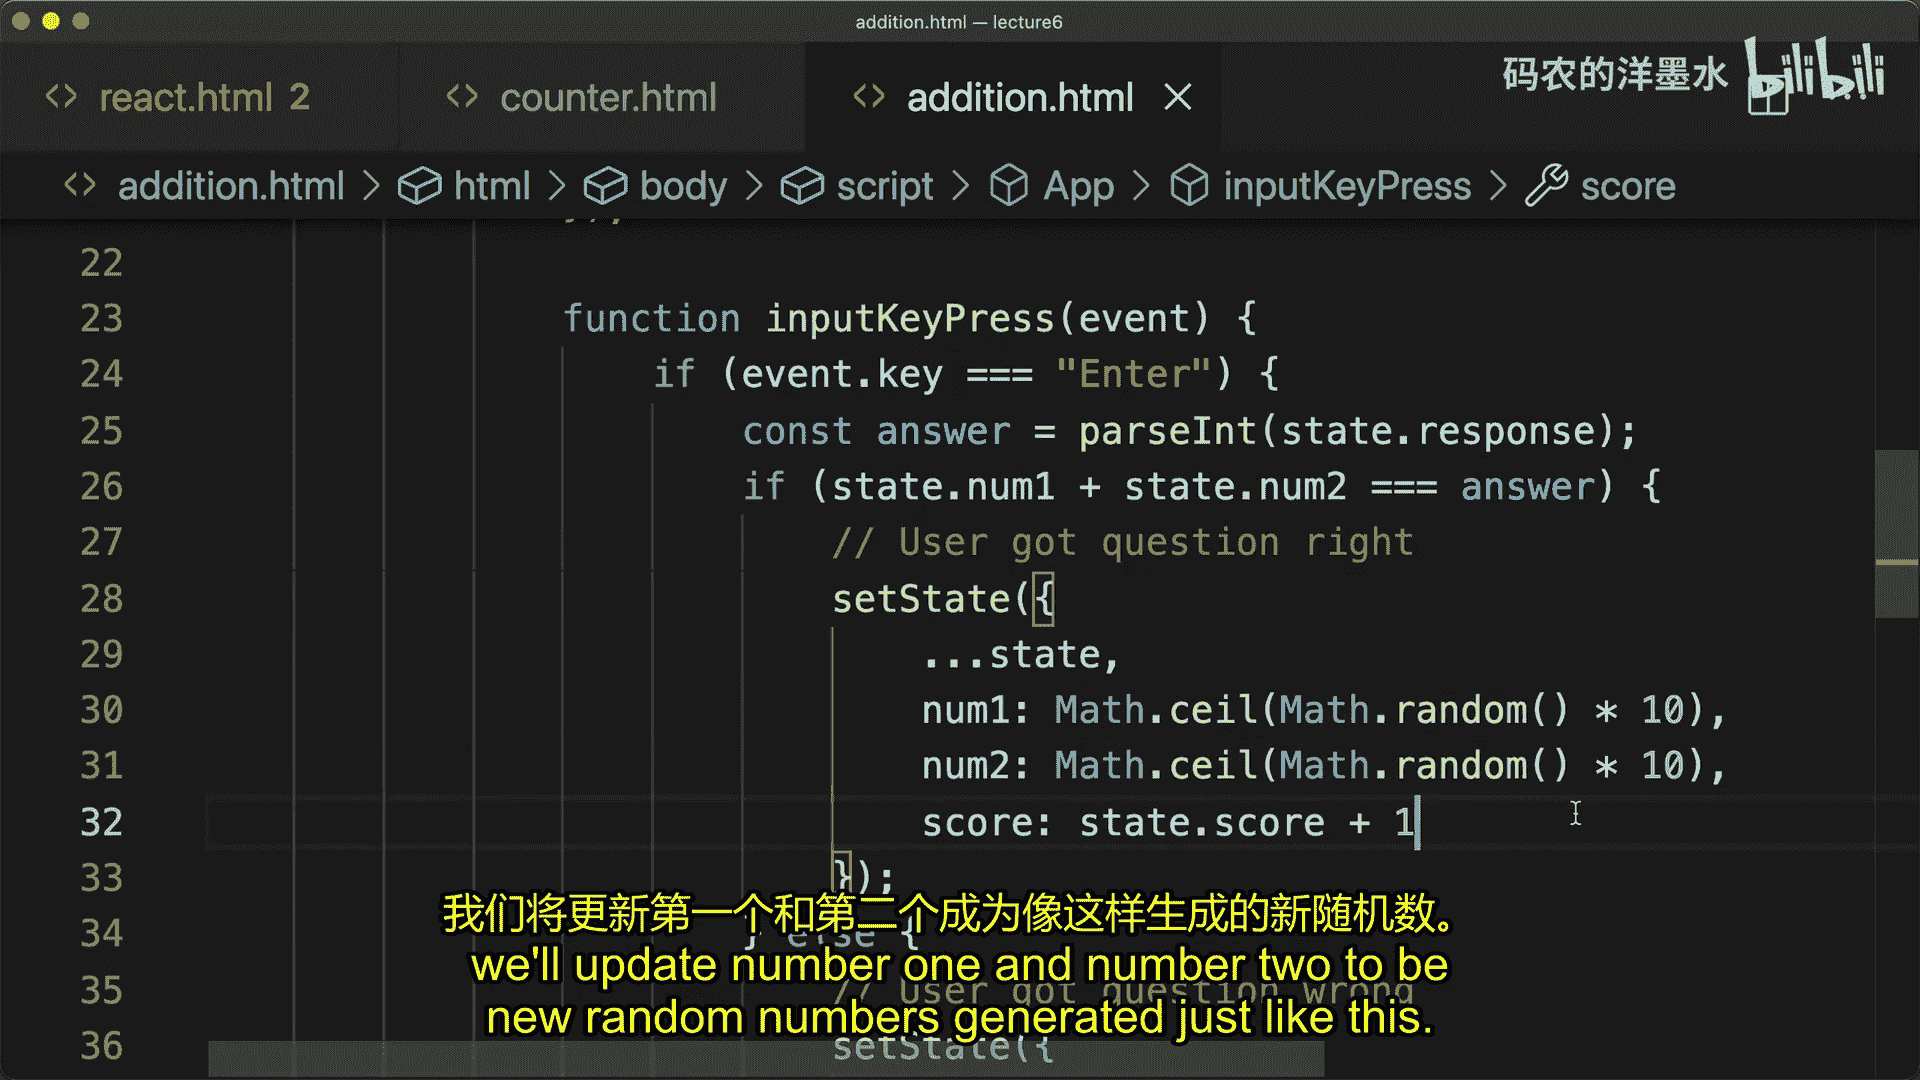 addition.html — lecture6
react.html 2
counter.html
addition.html
码农的洋墨水 bilibili
addition.html > html > body > script > App > inputKeyPress > score
22
23 function inputKeyPress(event) {
24 if (event.key === "Enter") {
25 const answer = parseInt(state.response);
26 if (state.num1 + state.num2 === answer) {
27 // User got question right
28 setState({
29 ...state,
30 num1: Math.ceil(Math.random() * 10),
31 num2: Math.ceil(Math.random() * 10),
32 score: state.score + 1
33 });
34 } else {
35 // User got question wrong
36 setState({
我们将更新第一个和第二个成为像这样生成的新随机数。
we'll update number one and number two to be
new random numbers generated just like this.